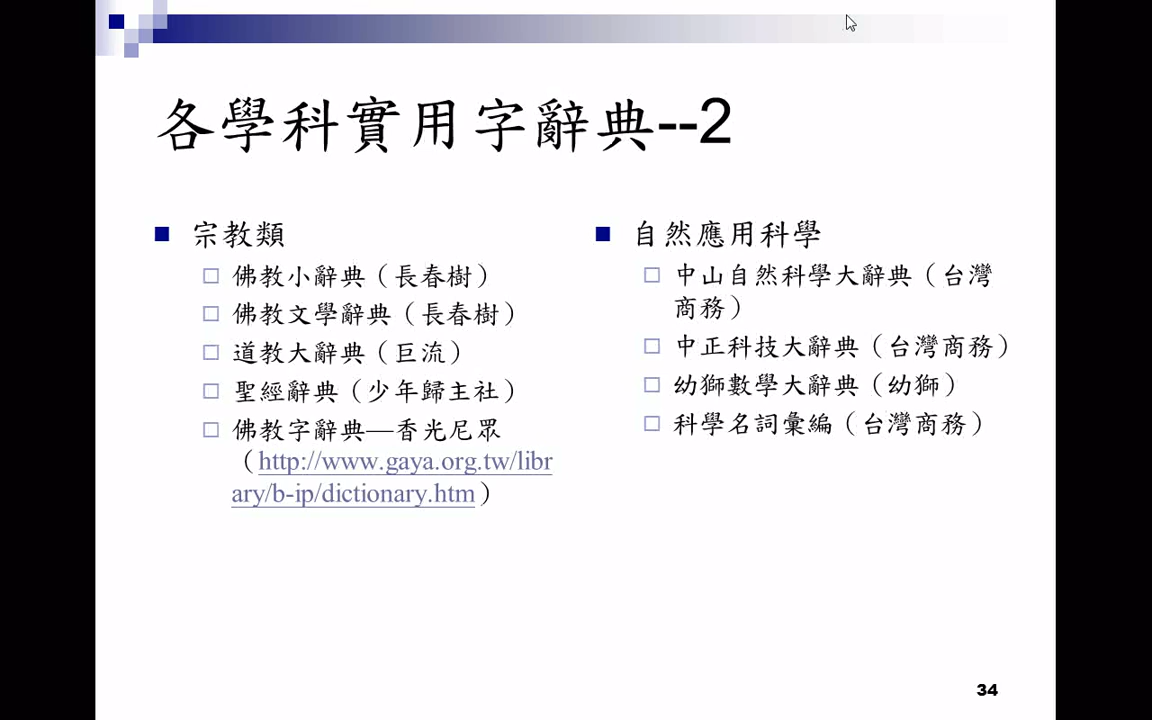 各學科實用字辭典--2
宗教類
佛教小辭典（長春樹）
佛教文學辭典（長春樹）
道教大辭典（巨流）
聖經辭典（少年歸主社）
佛教字辭典—香光尼眾
（http://www.gaya.org.tw/libr
ary/b-ip/dictionary.htm）
自然應用科學
中山自然科學大辭典（台灣
商務）
中正科技大辭典（台灣商務）
幼獅數學大辭典（幼獅）
科學名詞彙編（台灣商務）
34